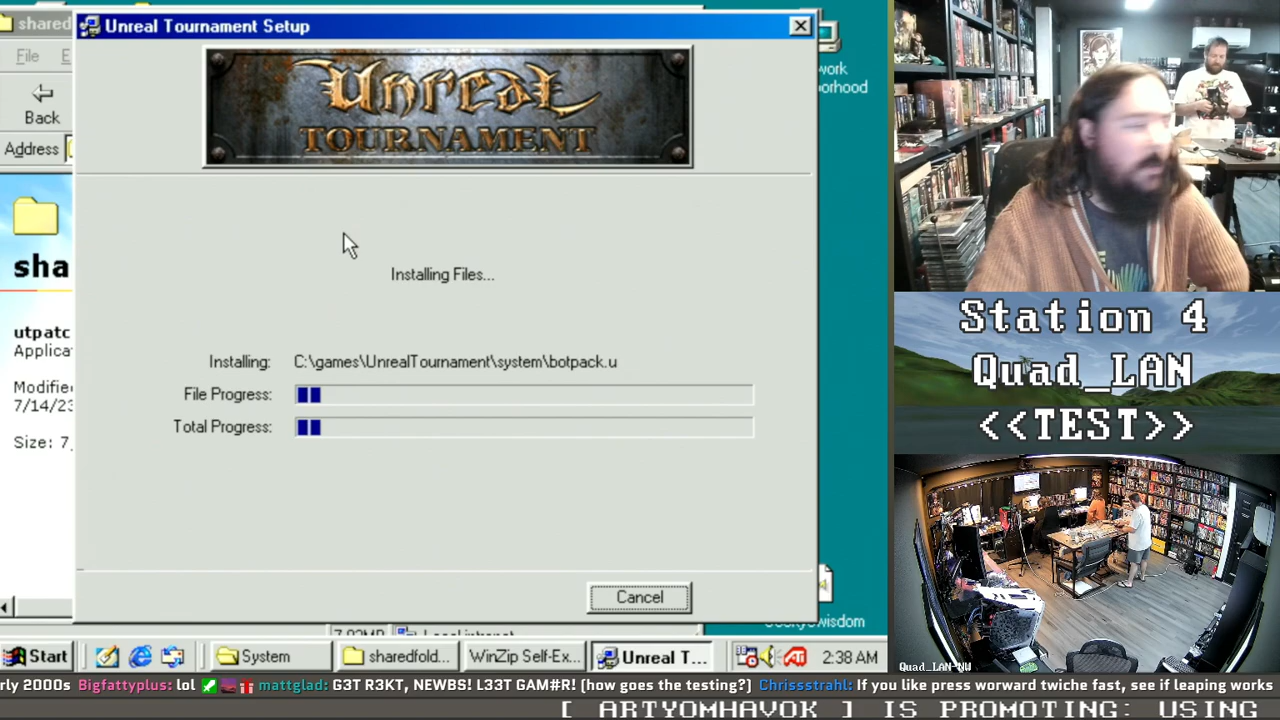 shared
Unreal Tournament Setup
File
E
Back
Address
Unreal
TOURNAMENT
work
orhood
Installing Files...
sha
utpatc
Applica
Modified
7/14/23
Size: 7
Installing: C:\games\UnrealTournament\system\botpack.u
File Progress:
Total Progress:
Cancel
Station 4
Quad_LAN
<<TEST>>
Quad_LAN-NW
Start
System
sharedfold...
WinZip Self-Ex...
Unreal T...
2:38 AM
rly 2000s Bigfattyplus: lol mattglad: G3T R3KT, NEWBS! L33T GAM#R! (how goes the testing?) Chrissstrahl: If you like press worward twiche fast, see if leaping works
[ ARTYOMHAVOK ] IS PROMOTING: USING